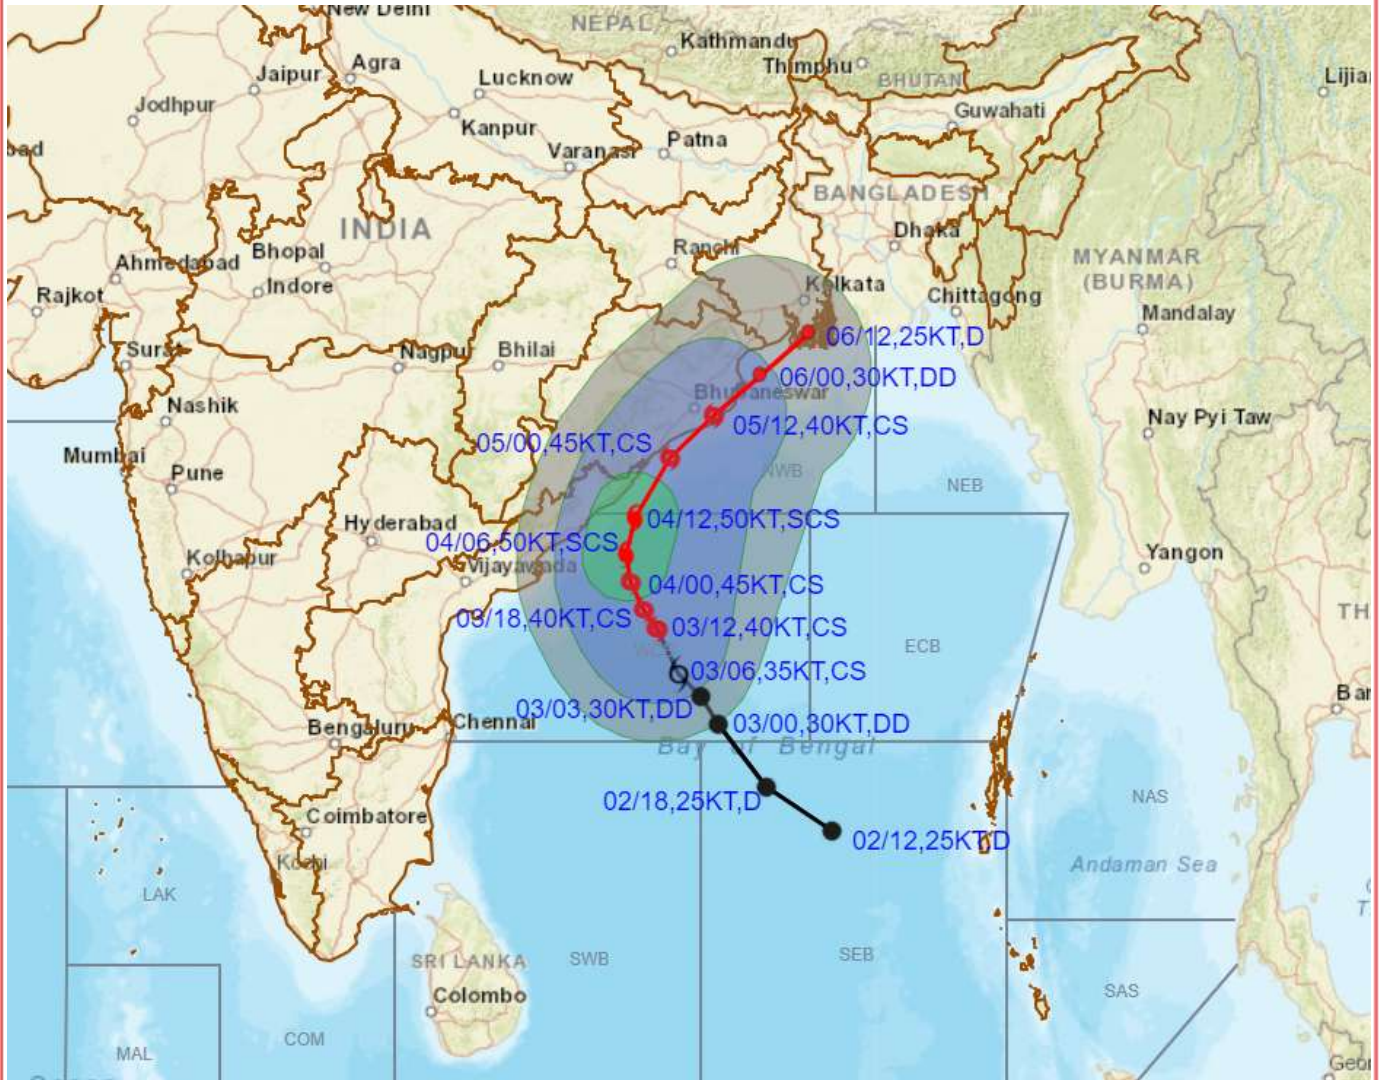 New Delhi
NEPAL
Kathmandu
Thimphu
BHUTAN
Lijia
Jaipur
Agra
Lucknow
Jodhpur
Kanpur
Guwahati
Patna
Varanasi
bad
BANGLADESH
INDIA
Dhaka
Bhopal
Ranchi
MYANMAR
(BURMA)
Ahmedabad
Indore
Kolkata
Chittagong
Rajkot
Mandalay
06/12,25KT,D
Surat
Nagpur
Bhilai
06/00,30KT,DD
Bhubaneswar
Nashik
05/12,40KT,CS
Nay Pyi Taw
05/00,45KT,CS
Mumbai
Pune
NWB
NEB
Hyderabad
04/12,50KT,SCS
04/06,50KT,SCS
Kolhapur
Vijayawada
Yangon
04/00,45KT,CS
TH
03/18,40KT,CS
03/12,40KT,CS
ECB
03/06,35KT,CS
Ban
03/03,30KT,DD
Bengaluru
Chennai
03/00,30KT,DD
Bay of Bengal
02/18,25KT,D
NAS
Coimbatore
02/12,25KT,D
Kochi
Andaman Sea
LAK
T
SRI LANKA
SWB
SEB
Colombo
SAS
COM
MAL
Geor